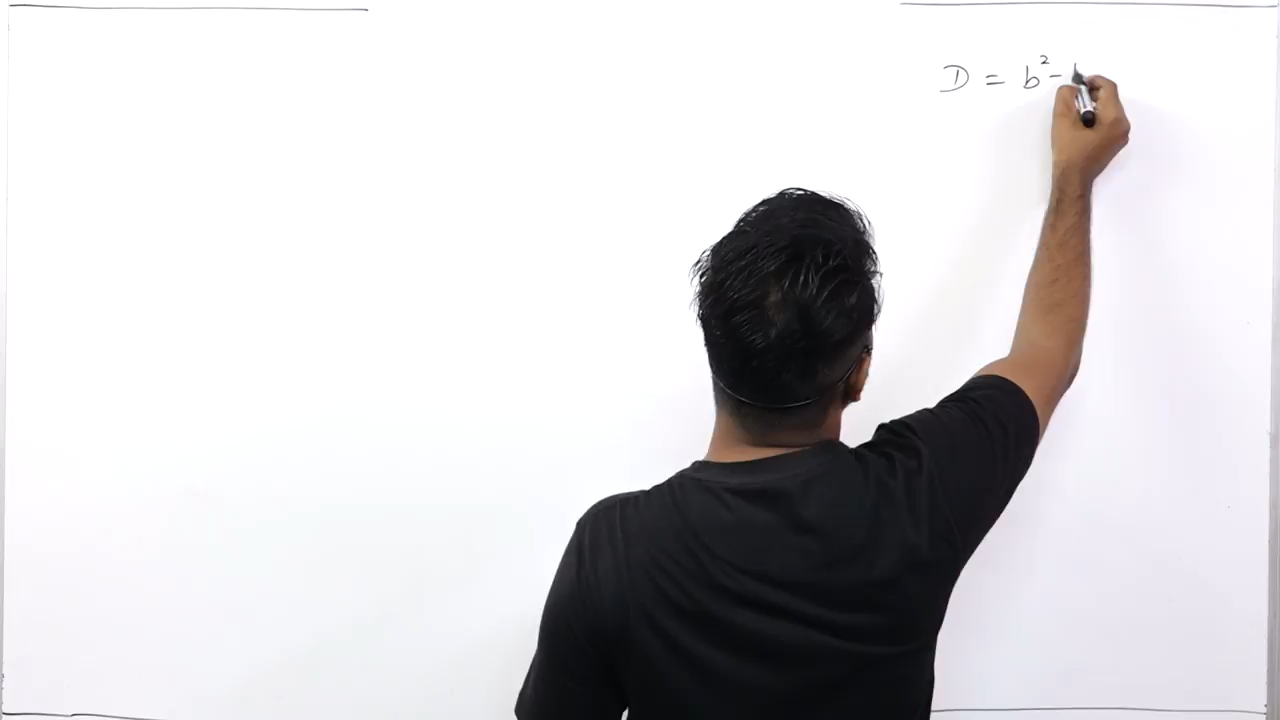 D = b² -